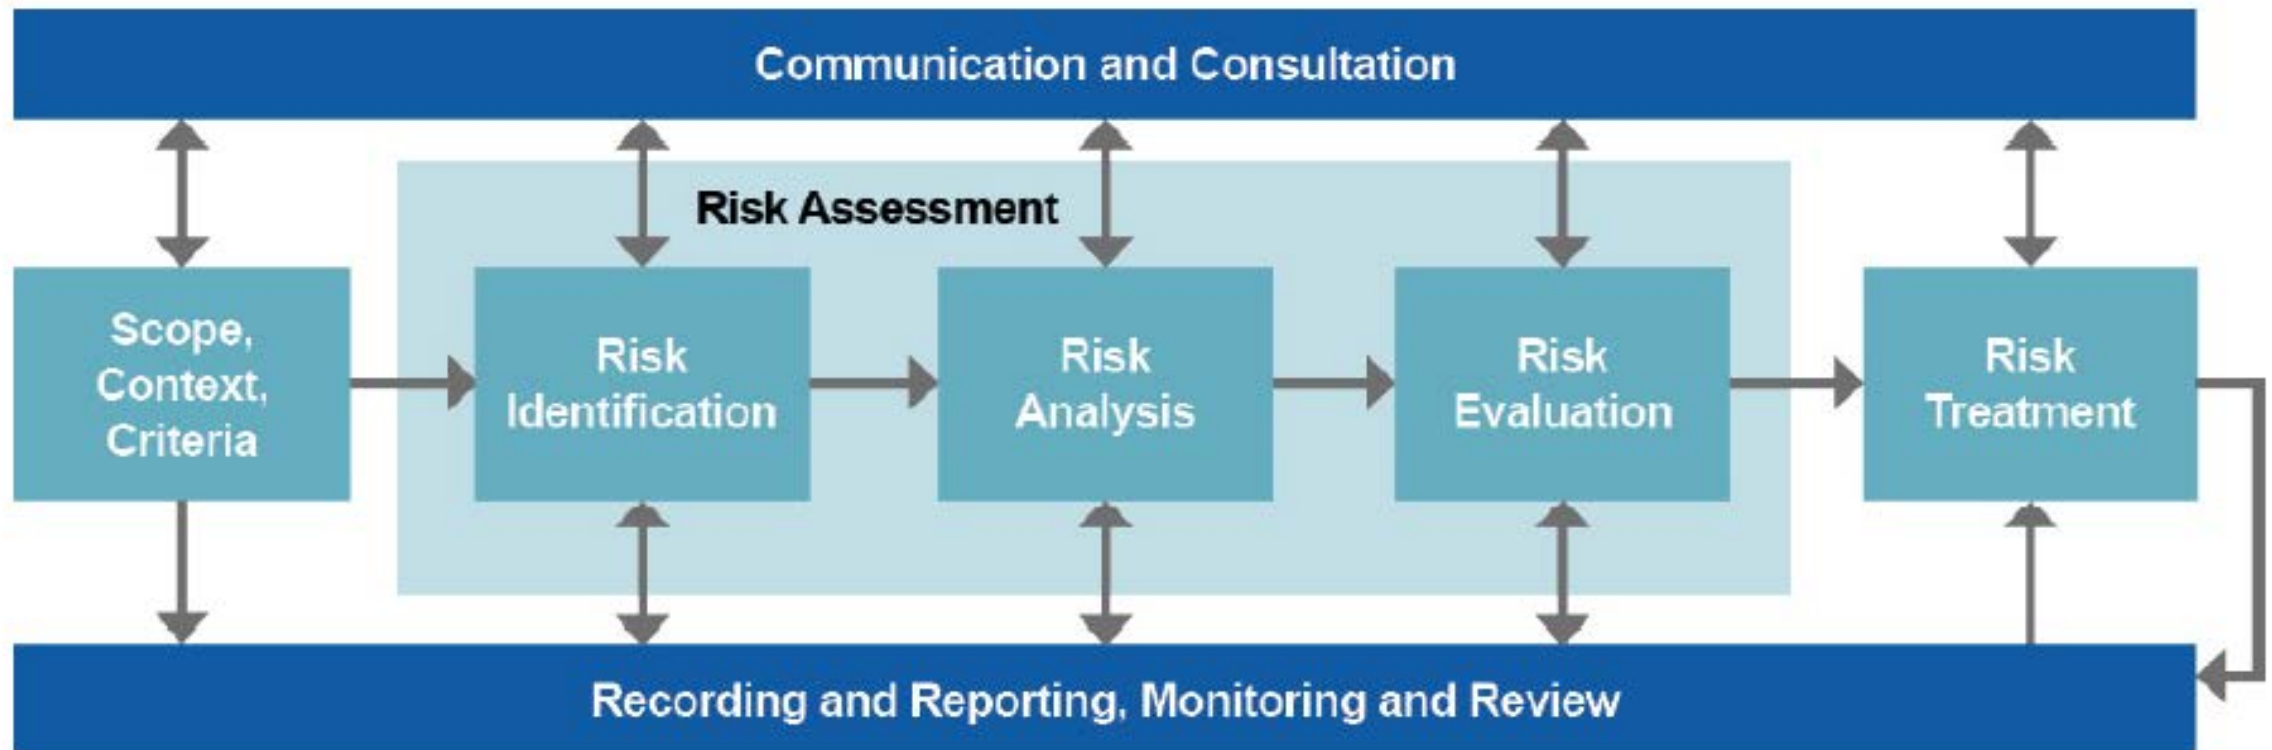 Communication and Consultation
Risk Assessment
Scope,
Context,
Criteria
Risk
Identification
Risk
Analysis
Risk
Evaluation
Risk
Treatment
Recording and Reporting, Monitoring and Review